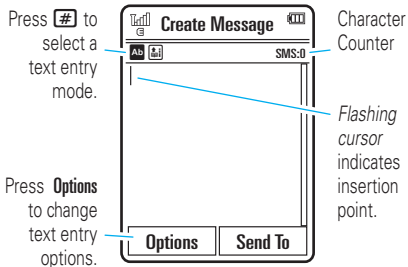 Press # to
select a
text entry
mode.
Create Message
Ab
SMS:0
Character
Counter
Flashing
cursor
indicates
insertion
point.
Press Options
to change
text entry
options.
Options
Send To